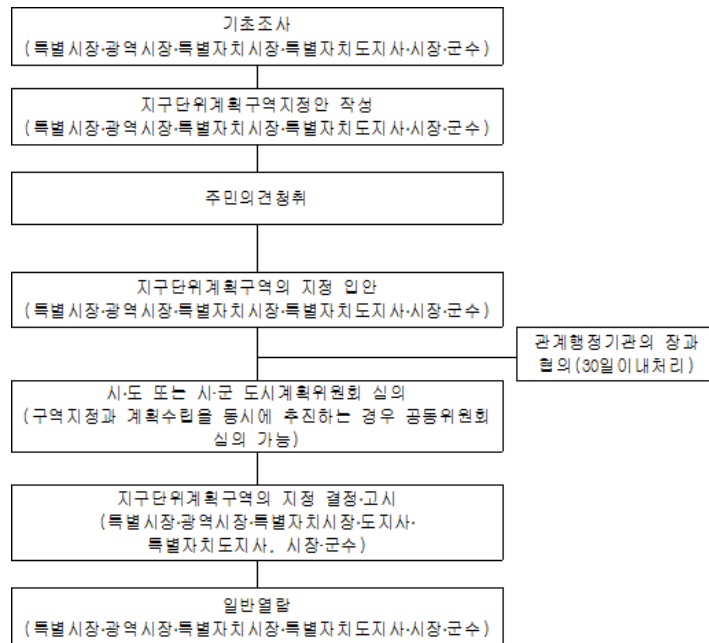 기초조사
(특별시장·광역시장·특별자치시장·특별자치도지사·시장·군수)
지구단위계획구역지정안 작성
(특별시장·광역시장·특별자치시장·특별자치도지사·시장·군수)
주민의견청취
지구단위계획구역의 지정 입안
(특별시장·광역시장·특별자치시장·특별자치도지사·시장·군수)
관계행정기관의 장과
협의(30일이내처리)
시·도 또는 시·군 도시계획위원회 심의
(구역지정과 계획수립을 동시에 추진하는 경우 공동위원회
심의 가능)
지구단위계획구역의 지정 결정·고시
(특별시장·광역시장·특별자치시장·도지사·
특별자치도지사, 시장·군수)
일반열람
(특별시장·광역시장·특별자치시장·특별자치도지사·시장·군수)